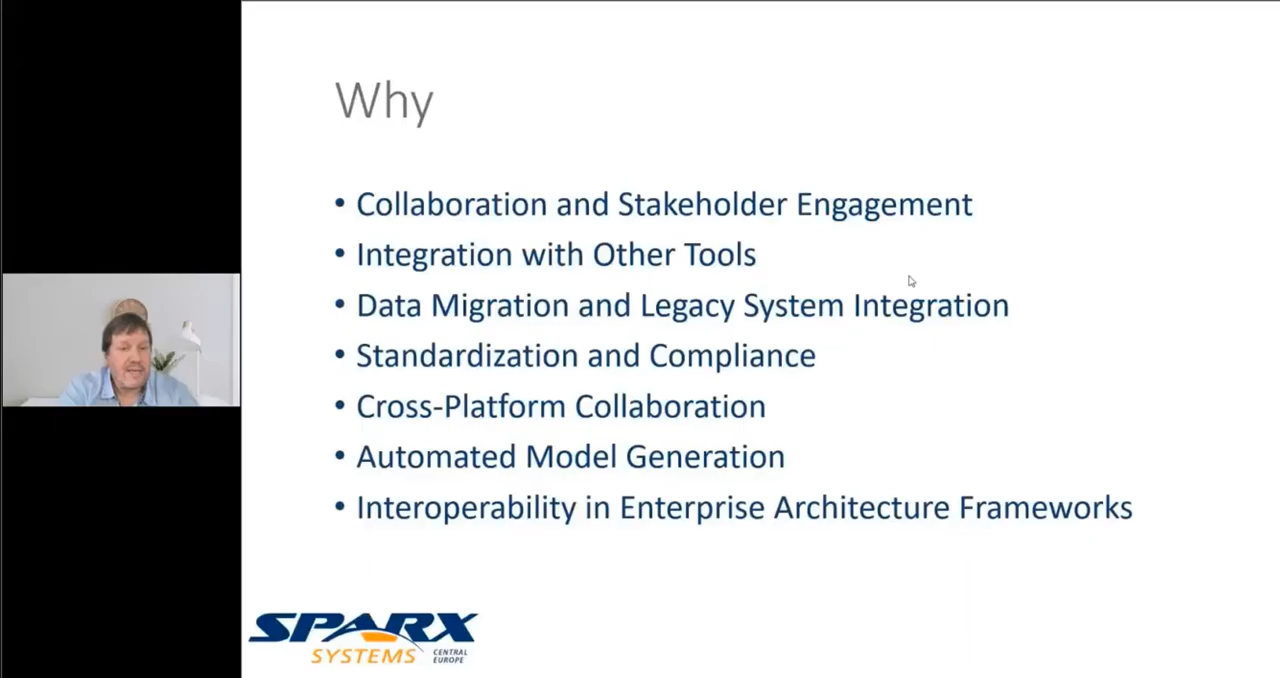 Why
• Collaboration and Stakeholder Engagement
• Integration with Other Tools
• Data Migration and Legacy System Integration
• Standardization and Compliance
• Cross-Platform Collaboration
• Automated Model Generation
• Interoperability in Enterprise Architecture Frameworks
SPARX
SYSTEMS CENTRAL
EUROPE